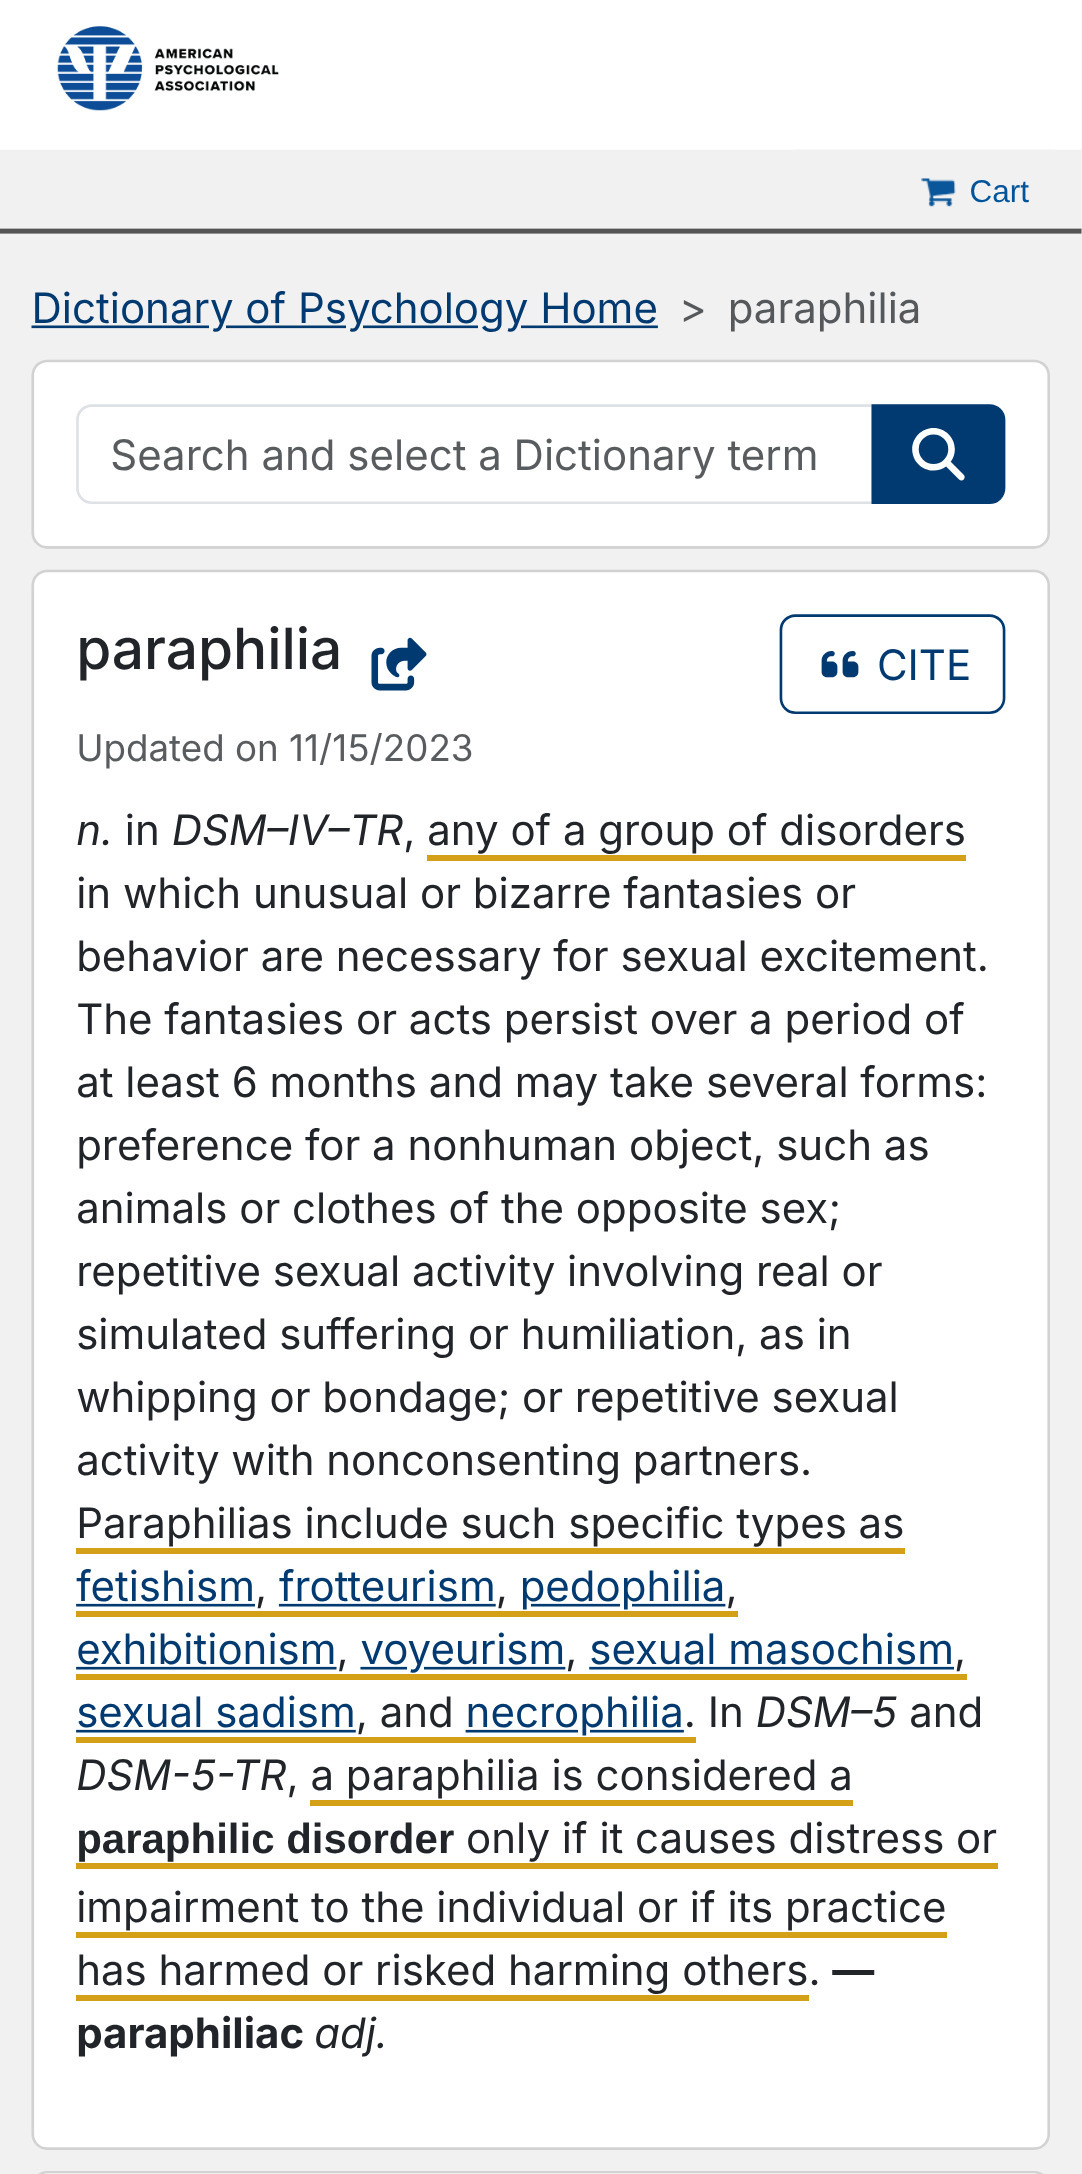 AMERICAN
PSYCHOLOGICAL
ASSOCIATION
Cart
Dictionary of Psychology Home > paraphilia
Search and select a Dictionary term
paraphilia
CITE
Updated on 11/15/2023
n. in DSM–IV–TR, any of a group of disorders
in which unusual or bizarre fantasies or
behavior are necessary for sexual excitement.
The fantasies or acts persist over a period of
at least 6 months and may take several forms:
preference for a nonhuman object, such as
animals or clothes of the opposite sex;
repetitive sexual activity involving real or
simulated suffering or humiliation, as in
whipping or bondage; or repetitive sexual
activity with nonconsenting partners.
Paraphilias include such specific types as
fetishism, frotteurism, pedophilia,
exhibitionism, voyeurism, sexual masochism,
sexual sadism, and necrophilia. In DSM–5 and
DSM-5-TR, a paraphilia is considered a
paraphilic disorder only if it causes distress or
impairment to the individual or if its practice
has harmed or risked harming others. —
paraphiliac adj.